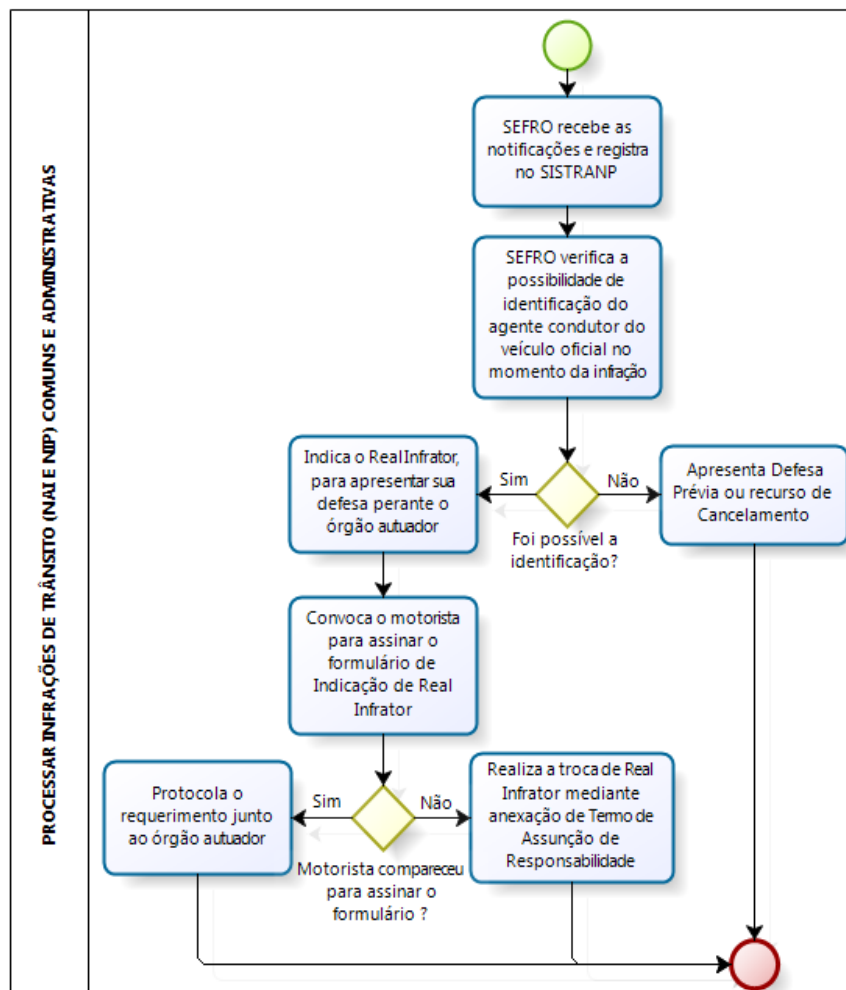 PROCESSAR INFRAÇÕES DE TRÂNSITO (NAI E NIP) COMUNS E ADMINISTRATIVAS
SEFRO recebe as
notificações e registra
no SISTRANP
SEFRO verifica a
possibilidade de
identificação do
agente condutor do
veículo oficial no
momento da infração
Indica o Real Infrator,
para apresentar sua
defesa perante o
órgão autuador
Sim
Não
Foi possível a
identificação?
Apresenta Defesa
Prévia ou recurso de
Cancelamento
Convoca o motorista
para assinar o
formulário de
Indicação de Real
Infrator
Protocola o
requerimento junto
ao órgão autuador
Sim
Não
Motorista compareceu
para assinar o
formulário ?
Realiza a troca de Real
Infrator mediante
anexação de Termo de
Assunção de
Responsabilidade